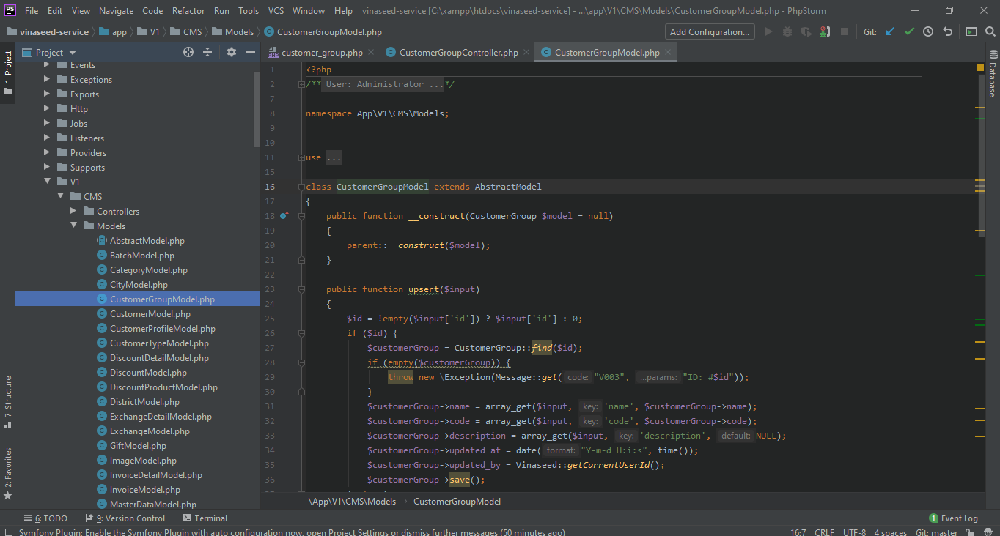 PS File Edit View Navigate Code Refactor Run Tools VCS Window Help vinaseed-service [C:\xampp\htdocs\vinaseed-service] - ...\app\V1\CMS\Models\CustomerGroupModel.php - PhpStorm
vinaseed-service app V1 CMS Models CustomerGroupModel.php Add Configuration... Git:
1: Project
Project
Events
Exceptions
Exports
Http
Jobs
Listeners
Providers
Supports
V1
CMS
Controllers
Models
AbstractModel.php
BatchModel.php
CategoryModel.php
CityModel.php
CustomerGroupModel.php
CustomerModel.php
CustomerProfileModel.php
CustomerTypeModel.php
DiscountDetailModel.php
DiscountModel.php
DiscountProductModel.php
DistrictModel.php
ExchangeDetailModel.php
ExchangeModel.php
GiftModel.php
ImageModel.php
InvoiceDetailModel.php
InvoiceModel.php
MasterDataModel.php
7: Structure
2: Favorites
customer_group.php CustomerGroupController.php CustomerGroupModel.php
1 <?php
2 /** User: Administrator ...*/
7
8 namespace App\V1\CMS\Models;
9
10
11 use ...
15
16 class CustomerGroupModel extends AbstractModel
17 {
18 public function __construct(CustomerGroup $model = null)
19 {
20 parent::__construct($model);
21 }
22
23 public function upsert($input)
24 {
25 $id = !empty($input['id']) ? $input['id'] : 0;
26 if ($id) {
27 $customerGroup = CustomerGroup::find($id);
28 if (empty($customerGroup)) {
29 throw new \Exception(Message::get( code: "V003", ...params: "ID: #$id"));
30 }
31 $customerGroup->name = array_get($input, key: 'name', $customerGroup->name);
32 $customerGroup->code = array_get($input, key: 'code', $customerGroup->code);
33 $customerGroup->description = array_get($input, key: 'description', default: NULL);
34 $customerGroup->updated_at = date( format: "Y-m-d H:i:s", time());
35 $customerGroup->updated_by = Vinaseed::getCurrentUserId();
36 $customerGroup->save();
\App\V1\CMS\Models CustomerGroupModel
Database
6: TODO 9: Version Control Terminal 1 Event Log
Symfony Plugin: Enable the Symfony Plugin with auto configuration now, open Project Settings or dismiss further messages (50 minutes ago) 16:7 CRLF UTF-8 4 spaces Git: master